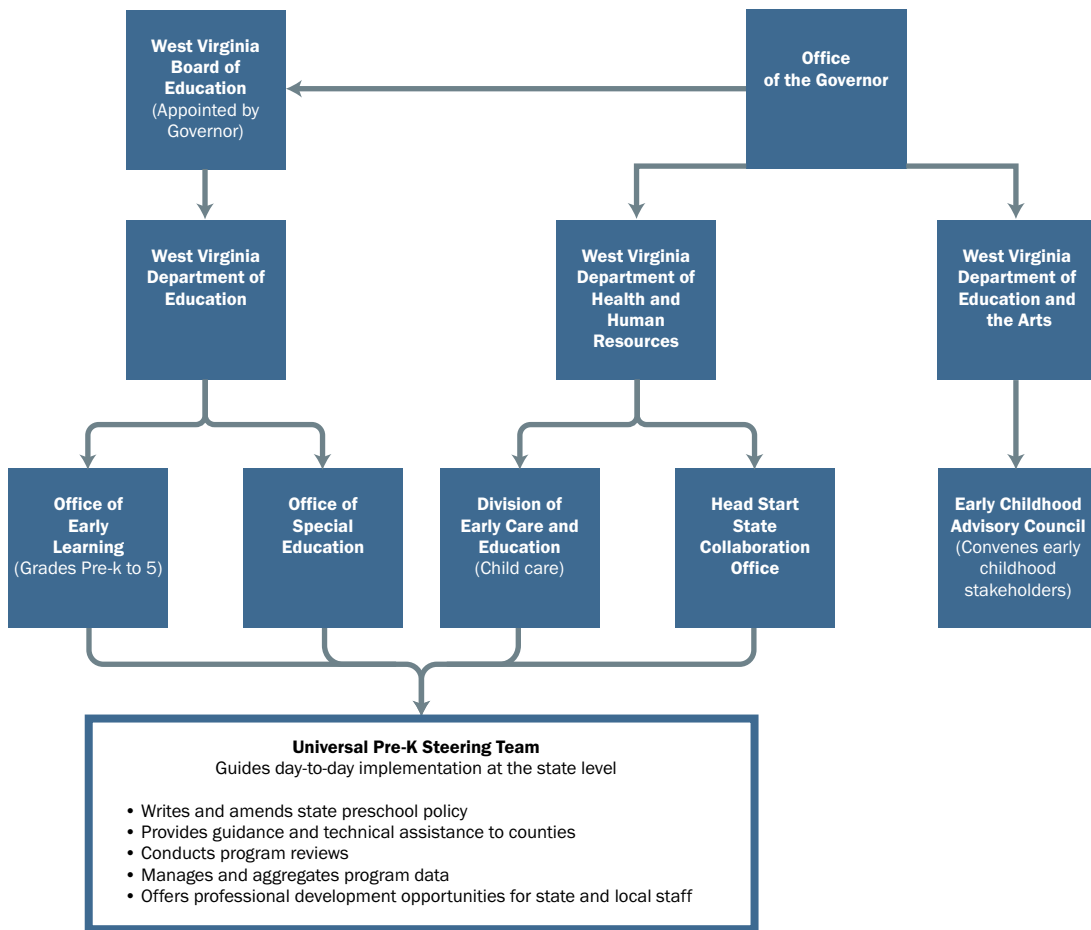 West Virginia
Board of
Education
(Appointed by
Governor)
Office
of the Governor
West Virginia
Department of
Education
West Virginia
Department of
Health and
Human
Resources
West Virginia
Department of
Education and
the Arts
Office of
Early
Learning
(Grades Pre-k to 5)
Office of
Special
Education
Division of
Early Care and
Education
(Child care)
Head Start
State
Collaboration
Office
Early Childhood
Advisory Council
(Convenes early
childhood
stakeholders)
Universal Pre-K Steering Team
Guides day-to-day implementation at the state level
• Writes and amends state preschool policy
• Provides guidance and technical assistance to counties
• Conducts program reviews
• Manages and aggregates program data
• Offers professional development opportunities for state and local staff